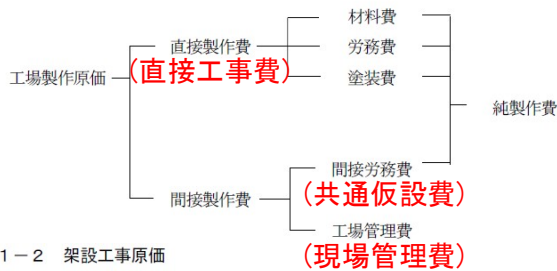 材料費
直接製作費
労務費
(直接工事費)
工場製作原価
塗装費
純製作費
間接労務費
(共通仮設費)
間接製作費
工場管理費
(現場管理費)
1－2 架設工事原価